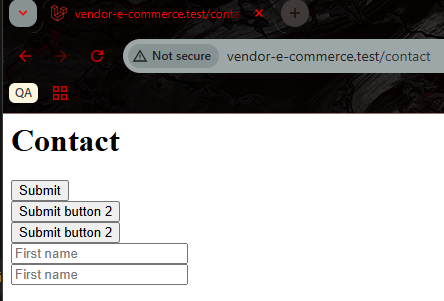 vendor-e-commerce.test/conta
Not secure
vendor-e-commerce.test/contact
QA
Contact
Submit
Submit button 2
Submit button 2
First name
First name